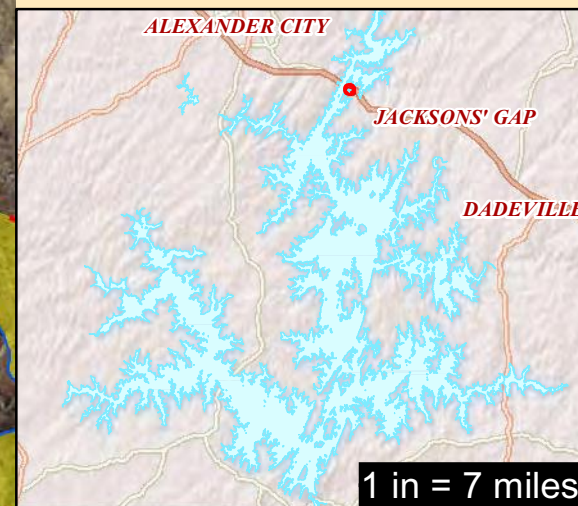 ALEXANDER CITY
JACKSONS' GAP
DADEVILLE
1 in = 7 miles